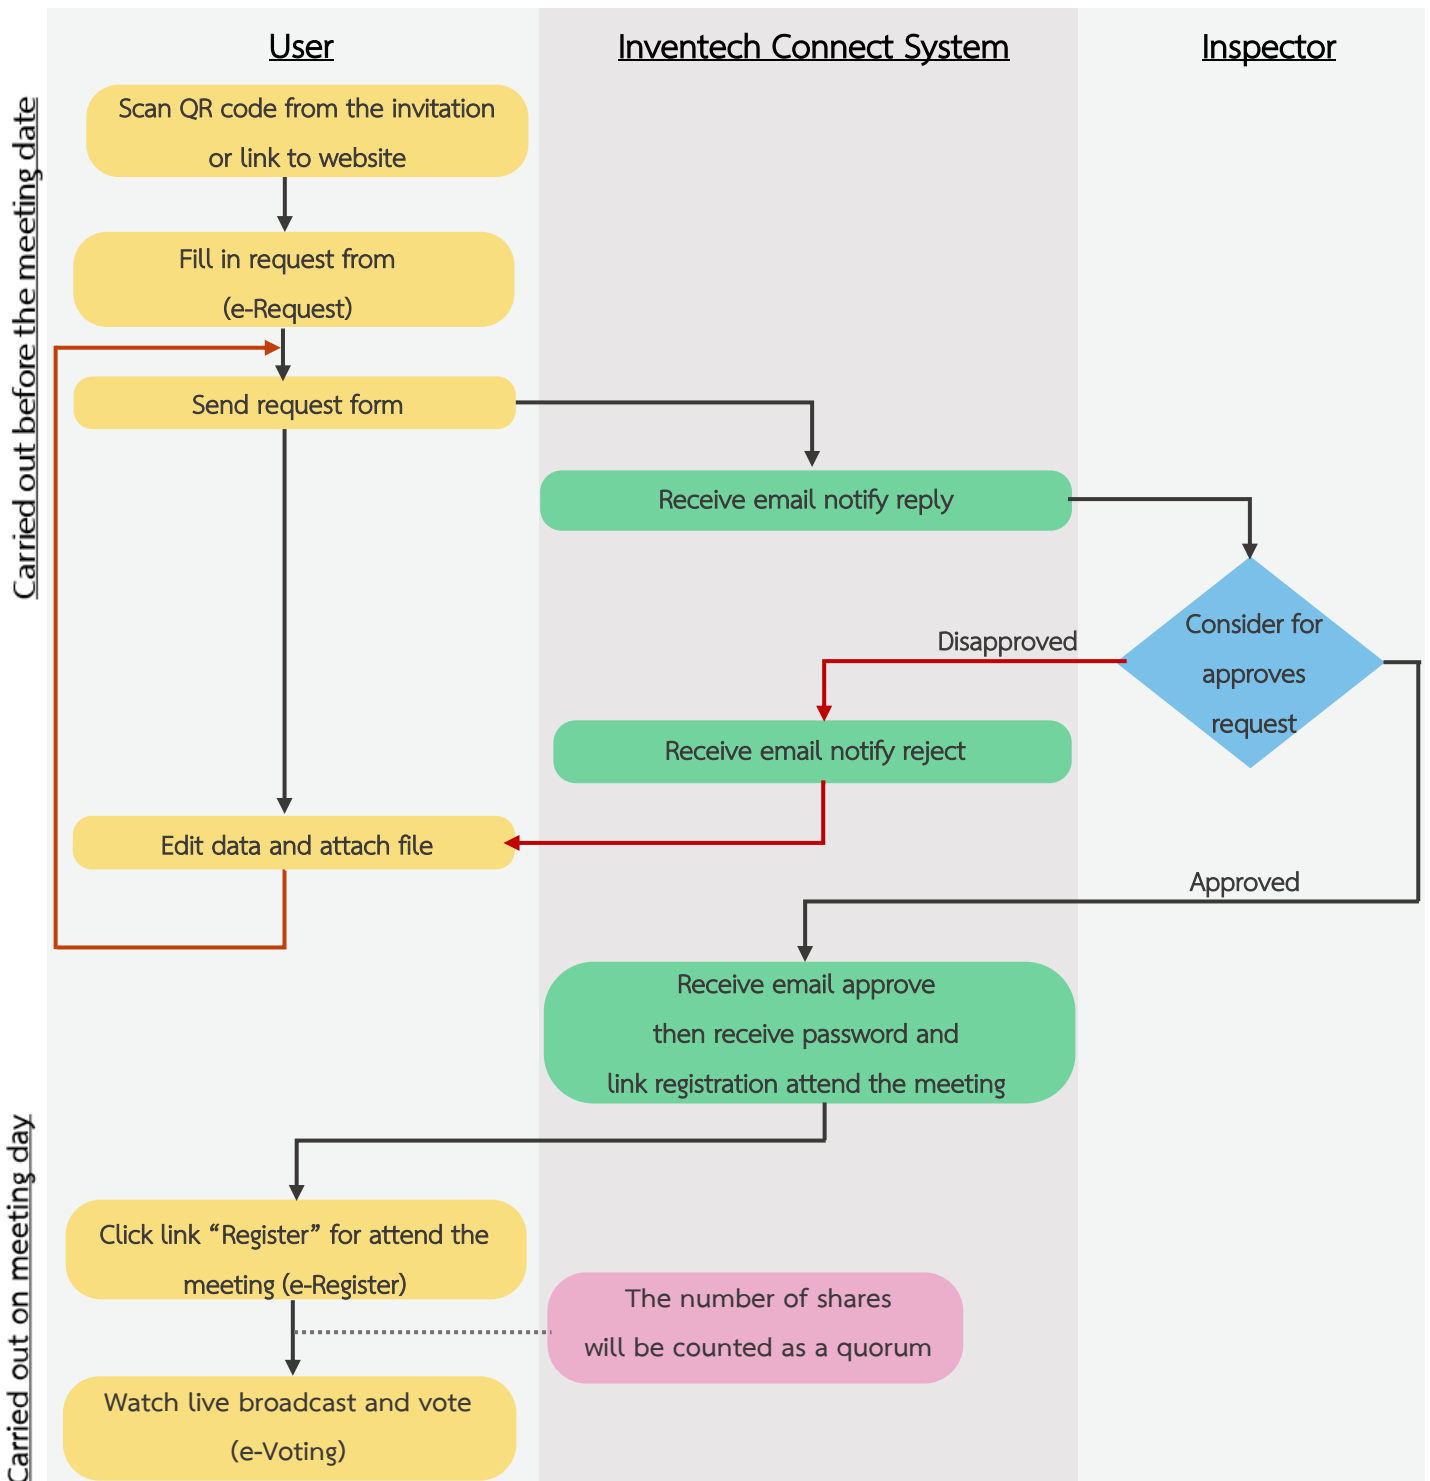 User
Inventech Connect System
Inspector
Carried out before the meeting date
Scan QR code from the invitation
or link to website
Fill in request from
(e-Request)
Send request form
Receive email notify reply
Consider for
approves
request
Disapproved
Receive email notify reject
Edit data and attach file
Approved
Receive email approve
then receive password and
link registration attend the meeting
Carried out on meeting day
Click link “Register” for attend the
meeting (e-Register)
The number of shares
will be counted as a quorum
Watch live broadcast and vote
(e-Voting)